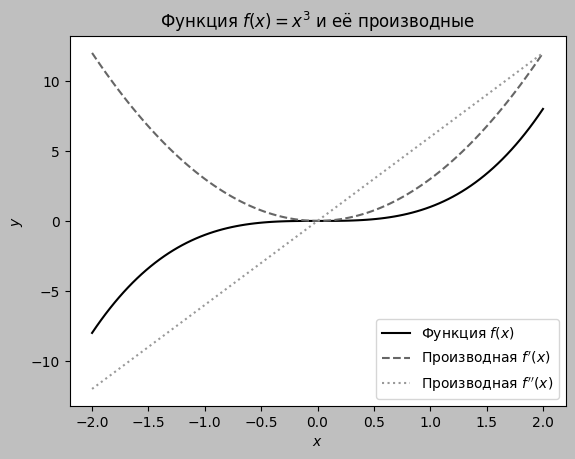 Функция f(x) = x³ и её производные
10
5
0
−5
−10
y
−2.0 −1.5 −1.0 −0.5 0.0 0.5 1.0 1.5 2.0
x
Функция f(x)
Производная f′(x)
Производная f′′(x)